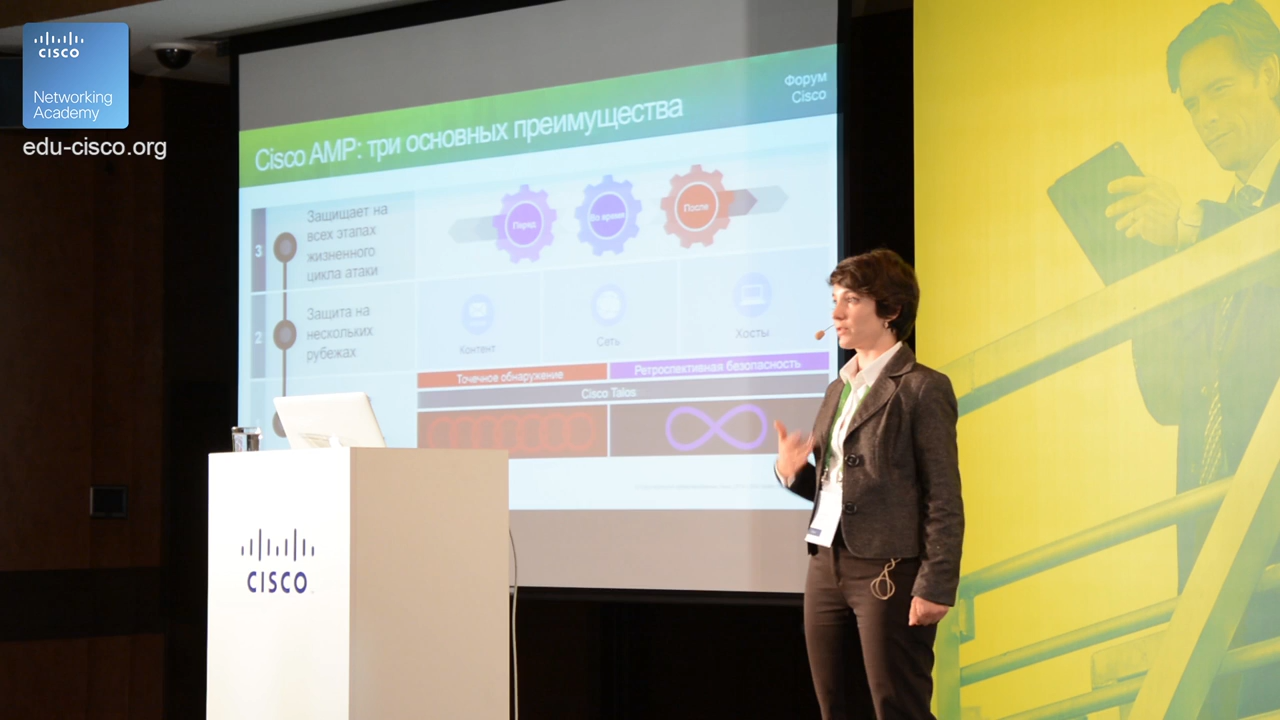 CISCO
Networking
Academy
edu-cisco.org
Форум
Cisco
Cisco AMP: три основных преимущества
3
Защищает на
всех этапах
жизненного
цикла атаки
Перед
Во время
После
2
Защита на
нескольких
рубежах
Контент
Сеть
Хосты
Точечное обнаружение
Ретроспективная безопасность
Cisco Talos
CISCO